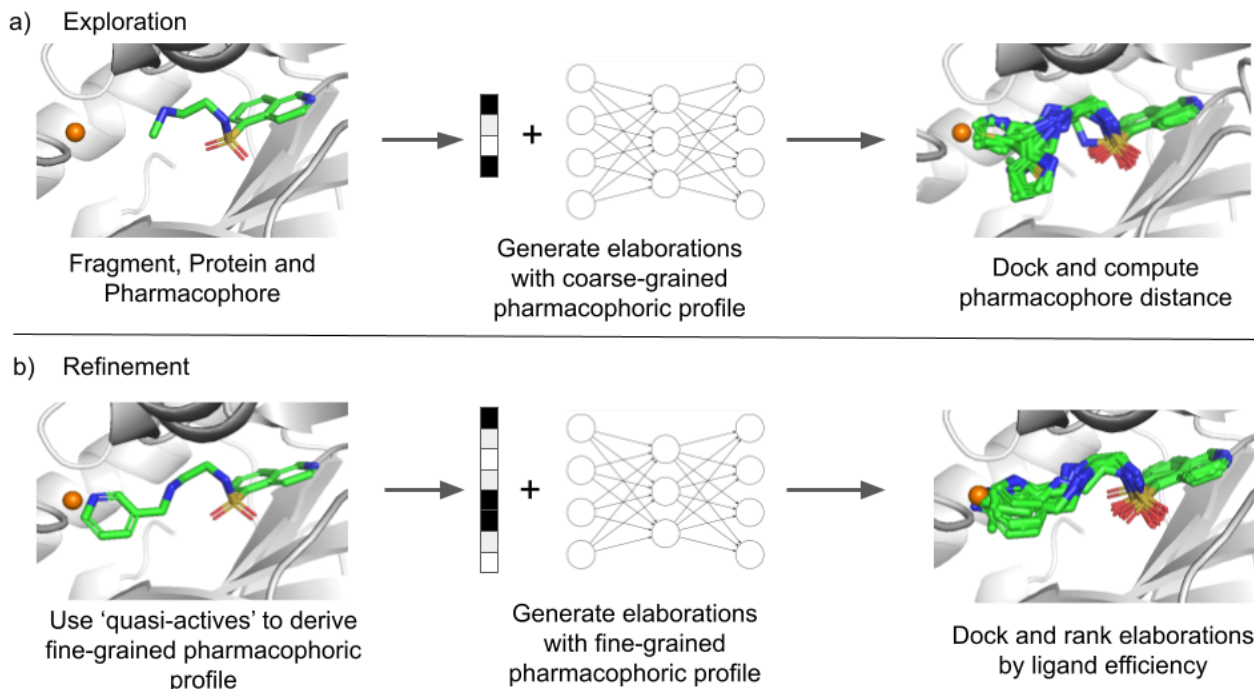 a) Exploration
Fragment, Protein and
Pharmacophore
+
Generate elaborations
with coarse-grained
pharmacophoric profile
Dock and compute
pharmacophore distance
b) Refinement
Use ‘quasi-actives’ to derive
fine-grained pharmacophoric
profile
+
Generate elaborations
with fine-grained
pharmacophoric profile
Dock and rank elaborations
by ligand efficiency